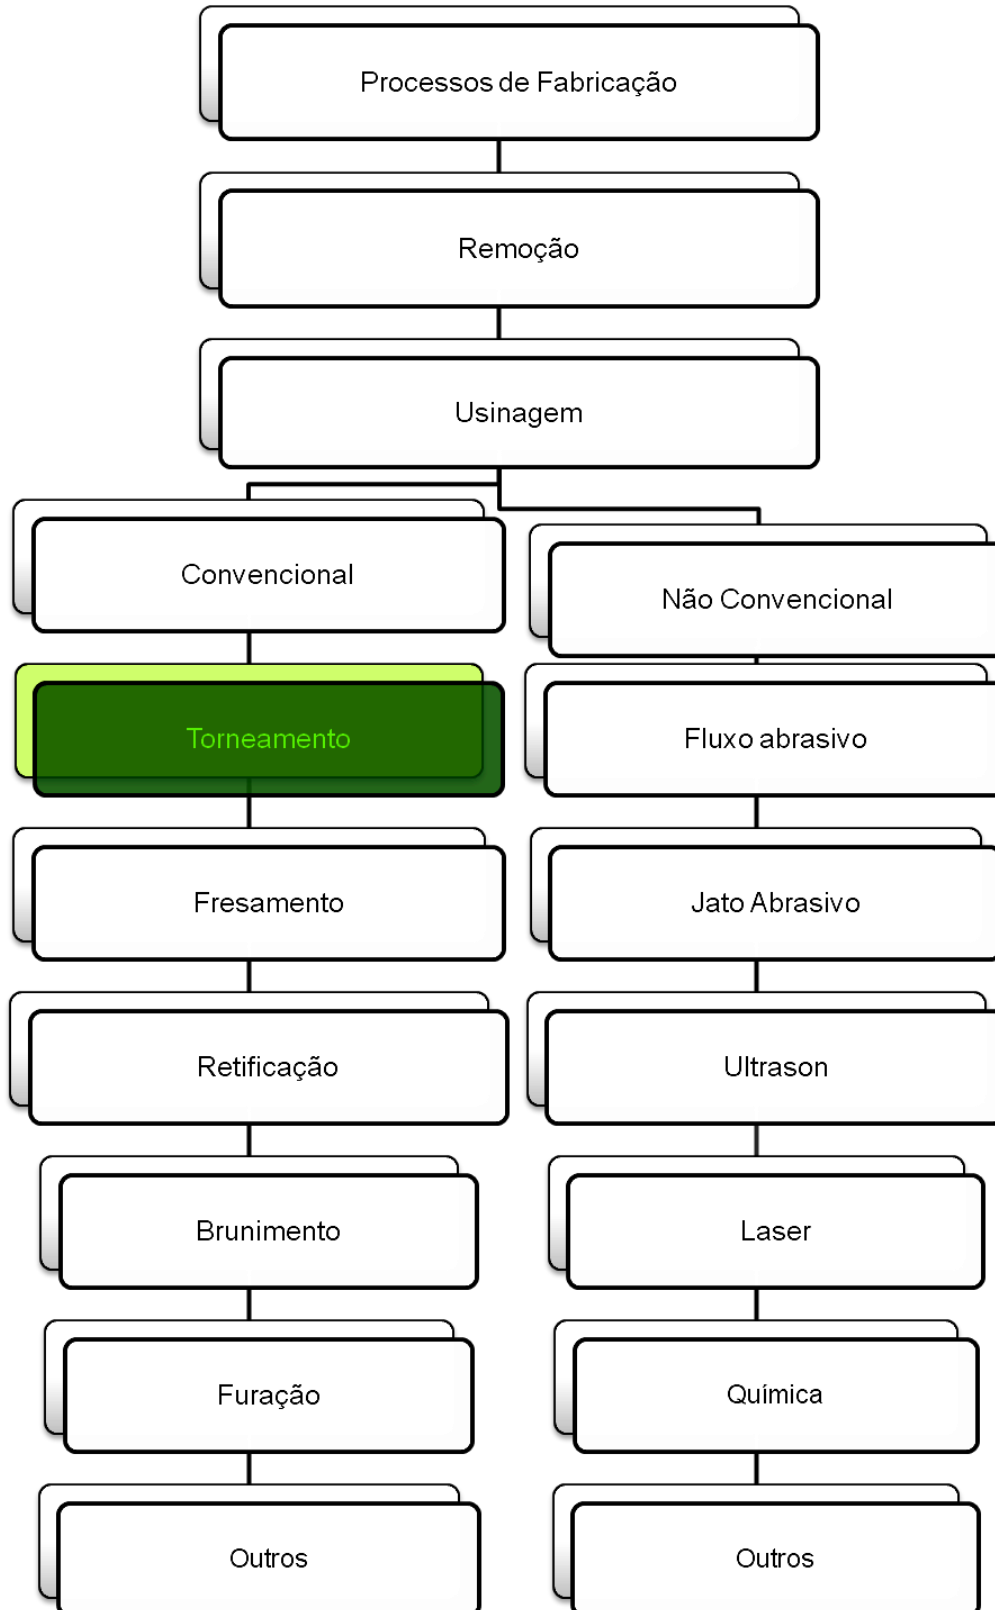 Processos de Fabricação
Remoção
Usinagem
Convencional
Não Convencional
Torneamento
Fluxo abrasivo
Fresamento
Jato Abrasivo
Retificação
Ultrason
Brunimento
Laser
Furação
Química
Outros
Outros